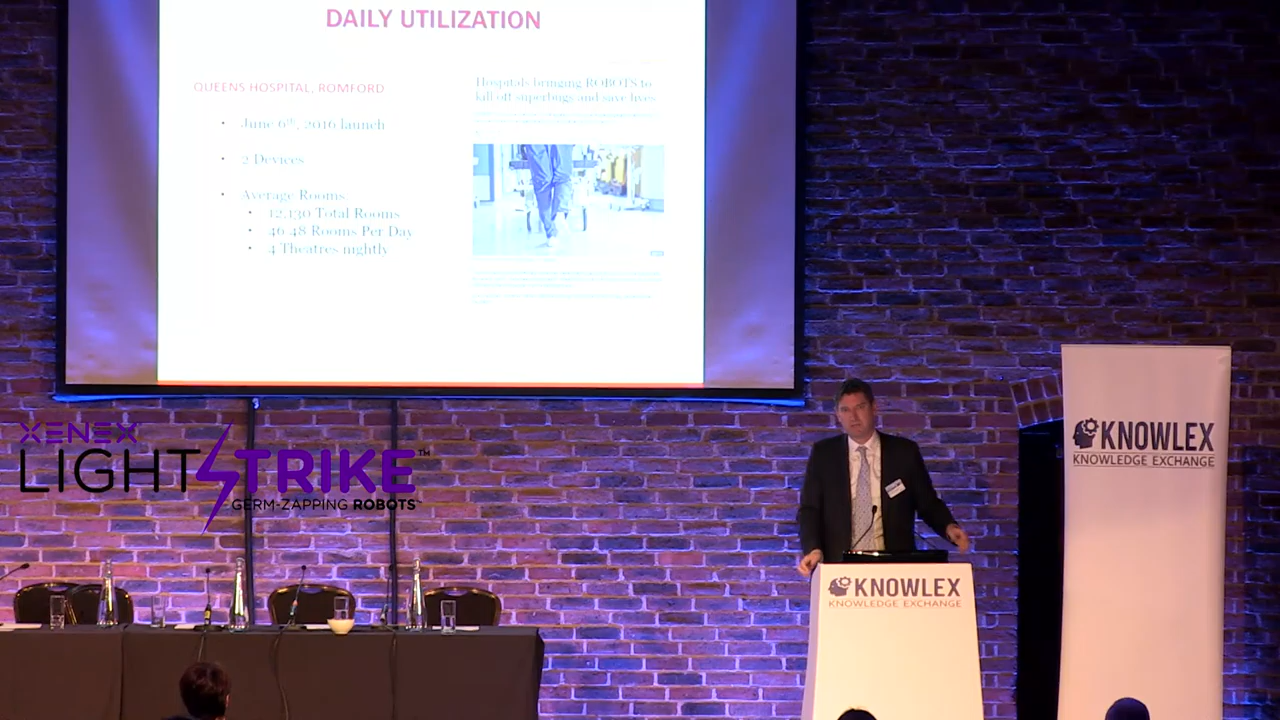 DAILY UTILIZATION
QUEENS HOSPITAL, ROMFORD
• June 6th, 2016 launch
• 2 Devices
• Average Rooms:
• 12,130 Total Rooms
• 46-48 Rooms Per Day
• 4 Theatres nightly
Hospitals bringing ROBOTS to
kill off superbugs and save lives
XENEX
LIGHTSTRIKE™
GERM-ZAPPING ROBOTS™
KNOWLEX
KNOWLEDGE EXCHANGE
KNOWLEX
KNOWLEDGE EXCHANGE